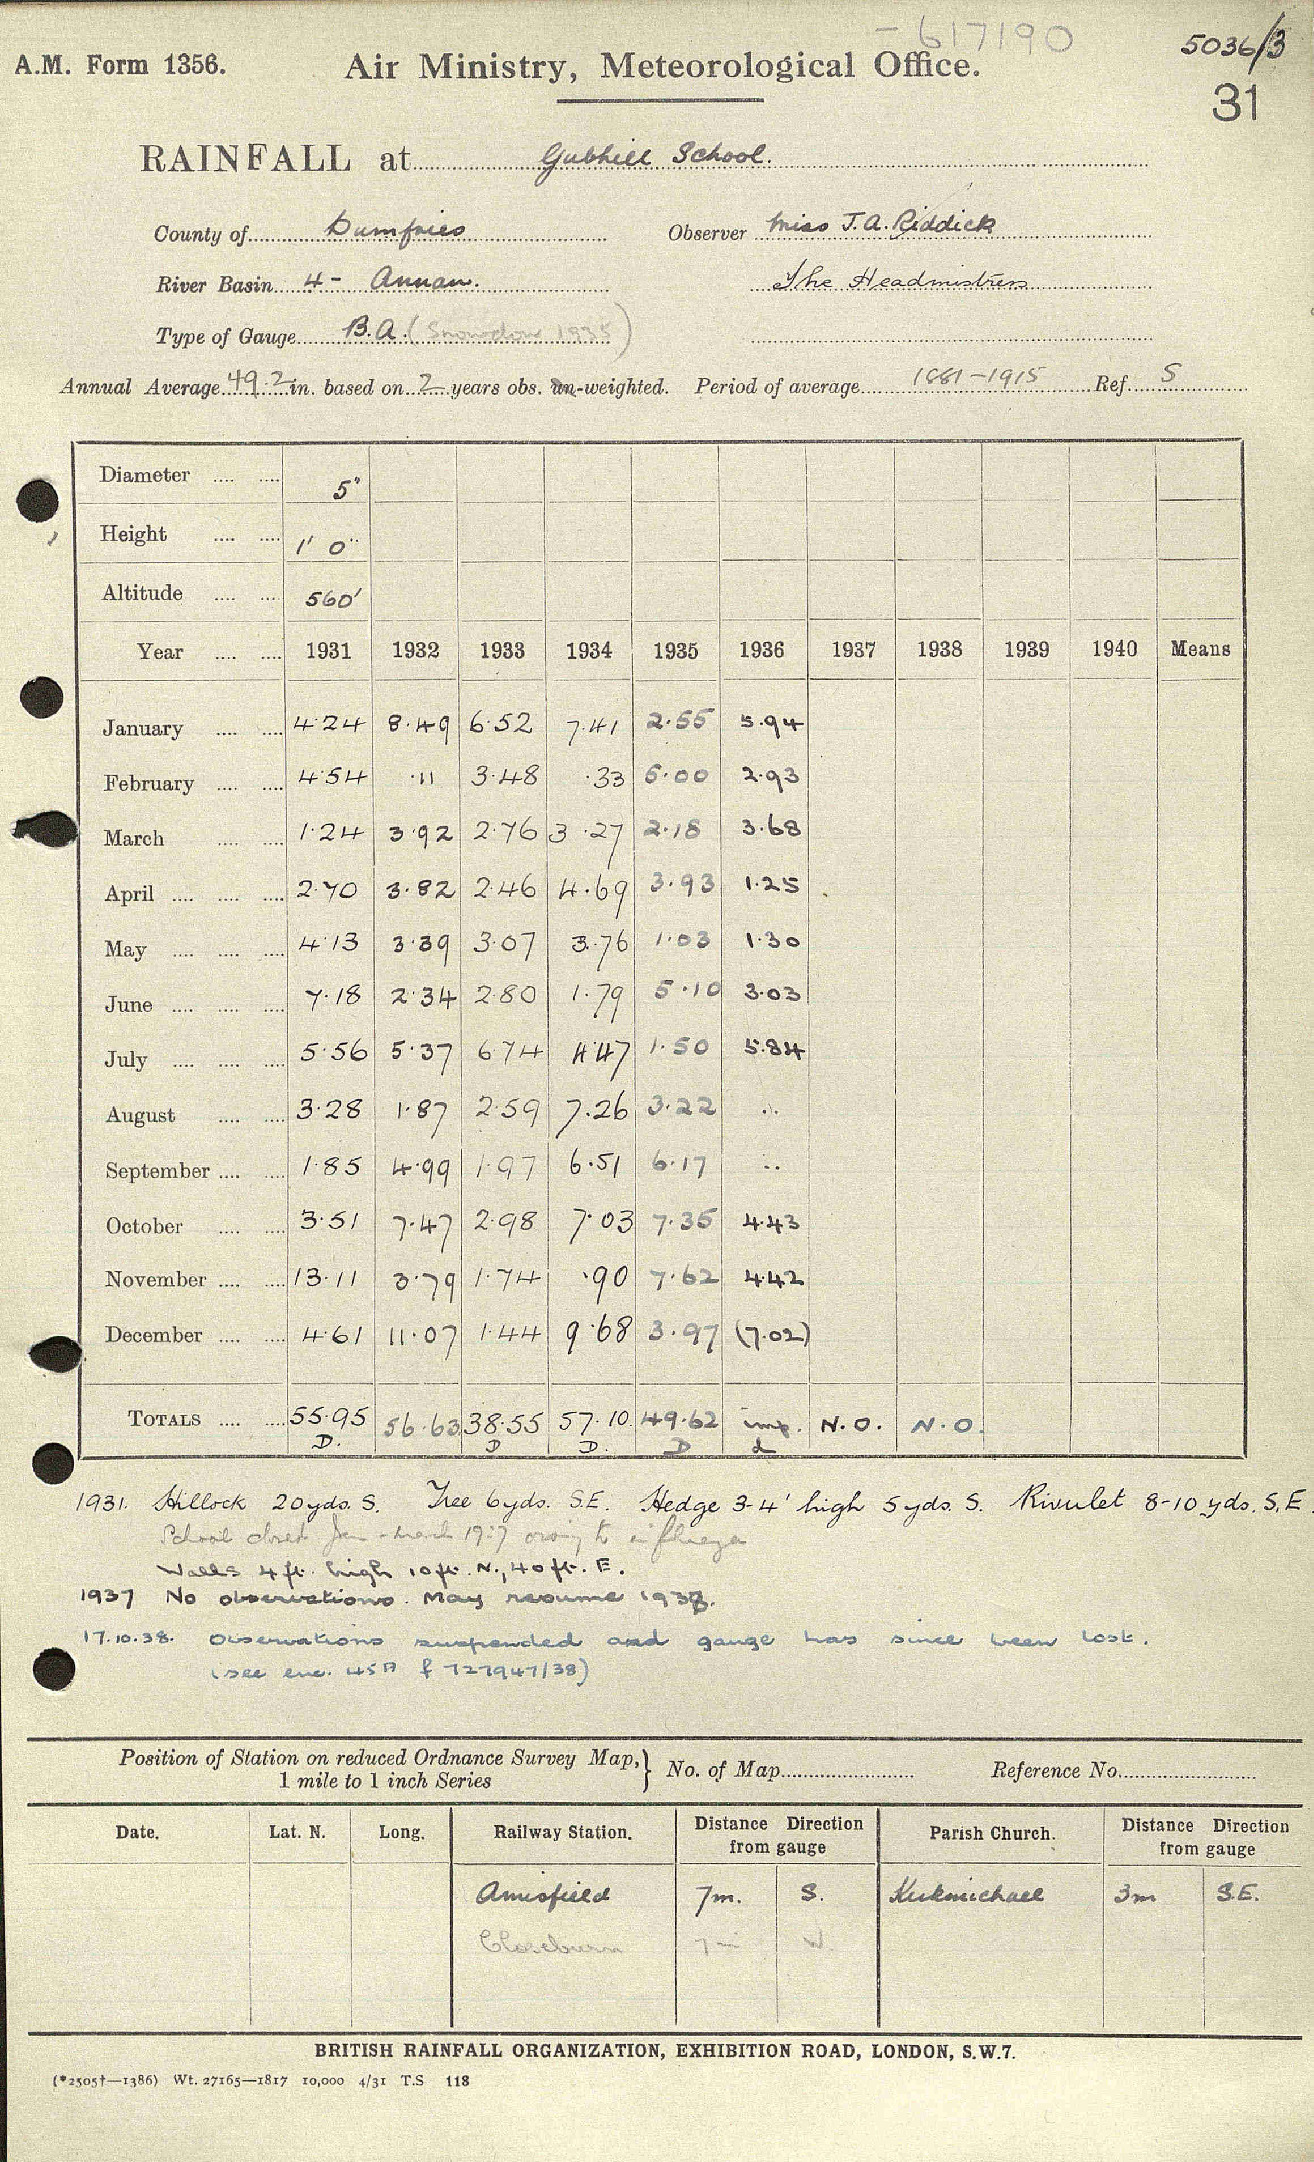 - 617190
5036/3
A.M. Form 1356.
Air Ministry, Meteorological Office.
31
RAINFALL at Gubhill School.
County of Dumfries Observer Miss J.A. Riddick
River Basin 4 - Annan. The Headmistress
Type of Gauge B.A. (Snowdon 1935)
Annual Average 49.2 in. based on 2 years obs. un-weighted. Period of average 1881-1915 Ref. S
Diameter .... .... 5"
Height .... .... 1' 0"
Altitude .... .... 560'
Year .... .... 1931 1932 1933 1934 1935 1936 1937 1938 1939 1940 Means
January .... .... 4.24 8.49 6.52 7.41 2.55 5.94
February .... .... 4.54 .11 3.48 .33 5.00 2.93
March .... .... 1.24 3.92 2.76 3.27 2.18 3.68
April .... .... .... 2.70 3.82 2.46 4.69 3.93 1.25
May .... .... .... 4.13 3.39 3.07 3.76 1.03 1.30
June .... .... .... 7.18 2.34 2.80 1.79 5.10 3.03
July .... .... .... 5.56 5.37 6.74 4.47 1.50 5.84
August .... .... 3.28 1.87 2.59 7.26 3.22 ..
September .... .... 1.85 4.99 1.97 6.51 6.17 ..
October .... .... 3.51 7.47 2.98 7.03 7.35 4.43
November .... .... 13.11 3.79 1.74 .90 7.62 4.42
December .... .... 4.61 11.07 1.44 9.68 3.97 (7.02)
TOTALS .... .... 55.95 56.63 38.55 57.10 49.62 imp. N.O. N.O.
D. D D. D d
1931. Hillock 20yds. S. Tree 6yds. S.E. Hedge 3-4' high 5yds. S. Rivulet 8-10 yds. S.E.
School closed Jan - March 1937 owing to influenza
Walls 4 ft. high 10 ft. N., 40 ft. E.
1937 No observations. May resume 1938.
17.10.38. Observations suspended and gauge has since been lost.
(see enc. 45A f 727947/38)
Position of Station on reduced Ordnance Survey Map, } No. of Map Reference No.
1 mile to 1 inch Series
Date. Lat. N. Long. Railway Station. Distance Direction from gauge Parish Church. Distance Direction from gauge
Amisfield 7m. S. Kirkmichael 3m S.E.
Closeburn 7m W.
BRITISH RAINFALL ORGANIZATION, EXHIBITION ROAD, LONDON, S.W.7.
(*2505†—1386) Wt. 27165—1817 10,000 4/31 T.S 118